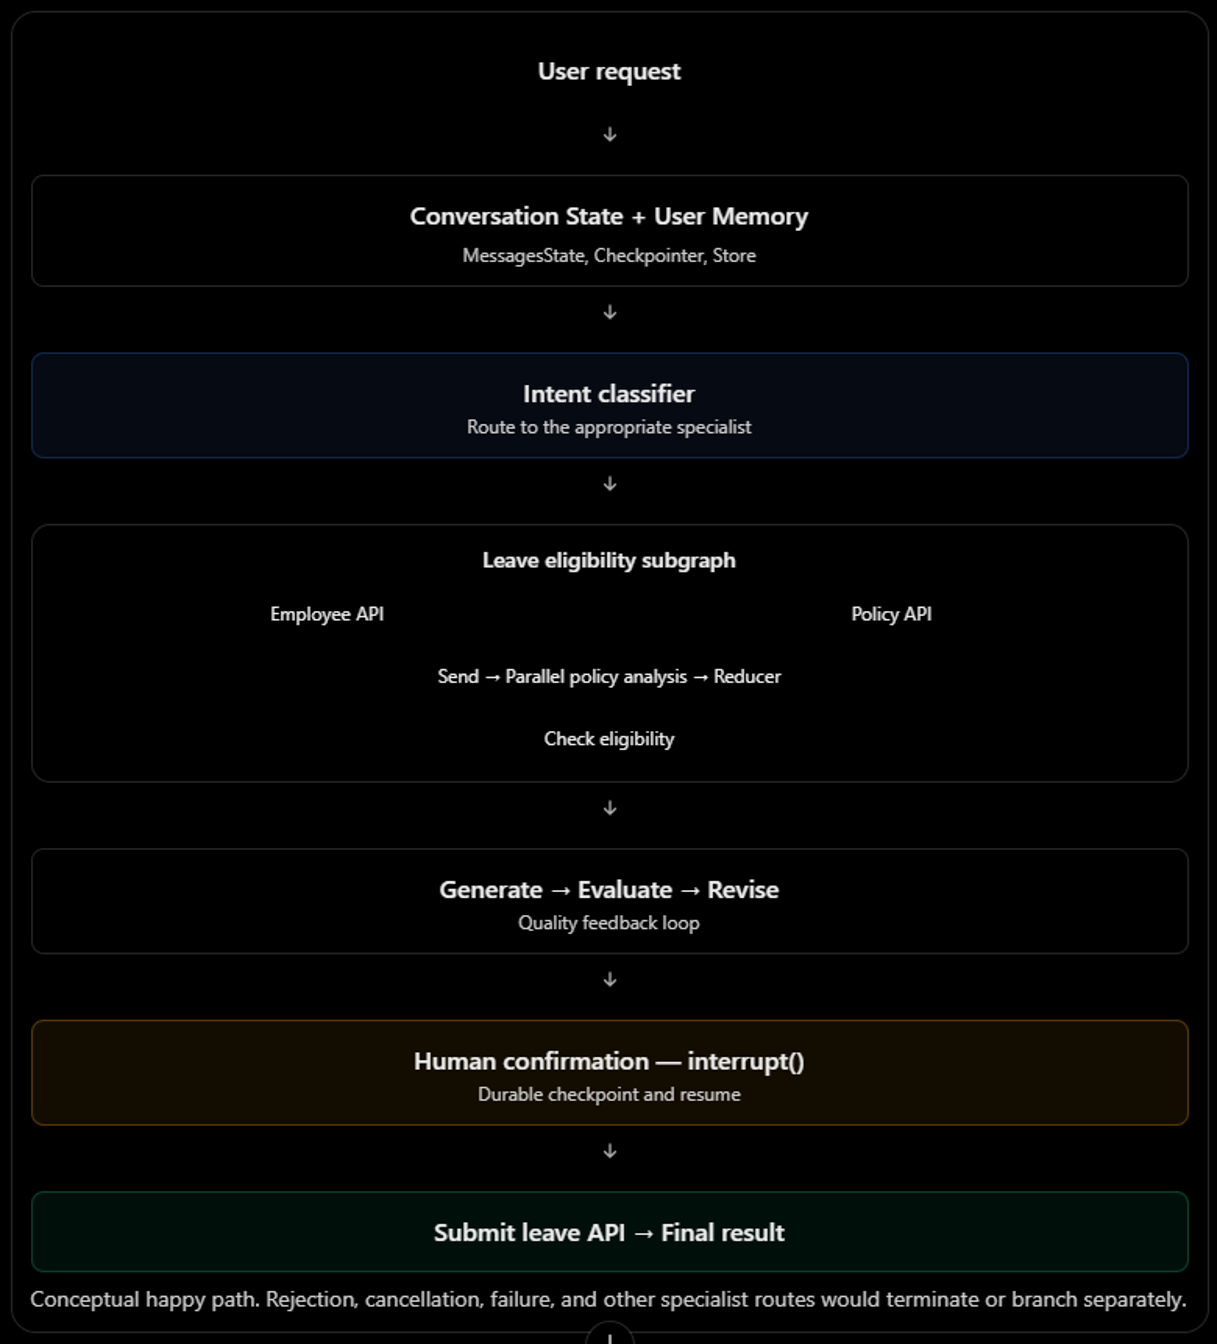 User request
↓
Conversation State + User Memory
MessagesState, Checkpointer, Store
↓
Intent classifier
Route to the appropriate specialist
↓
Leave eligibility subgraph
Employee API
Policy API
Send → Parallel policy analysis → Reducer
Check eligibility
↓
Generate → Evaluate → Revise
Quality feedback loop
↓
Human confirmation — interrupt()
Durable checkpoint and resume
↓
Submit leave API → Final result
Conceptual happy path. Rejection, cancellation, failure, and other specialist routes would terminate or branch separately.